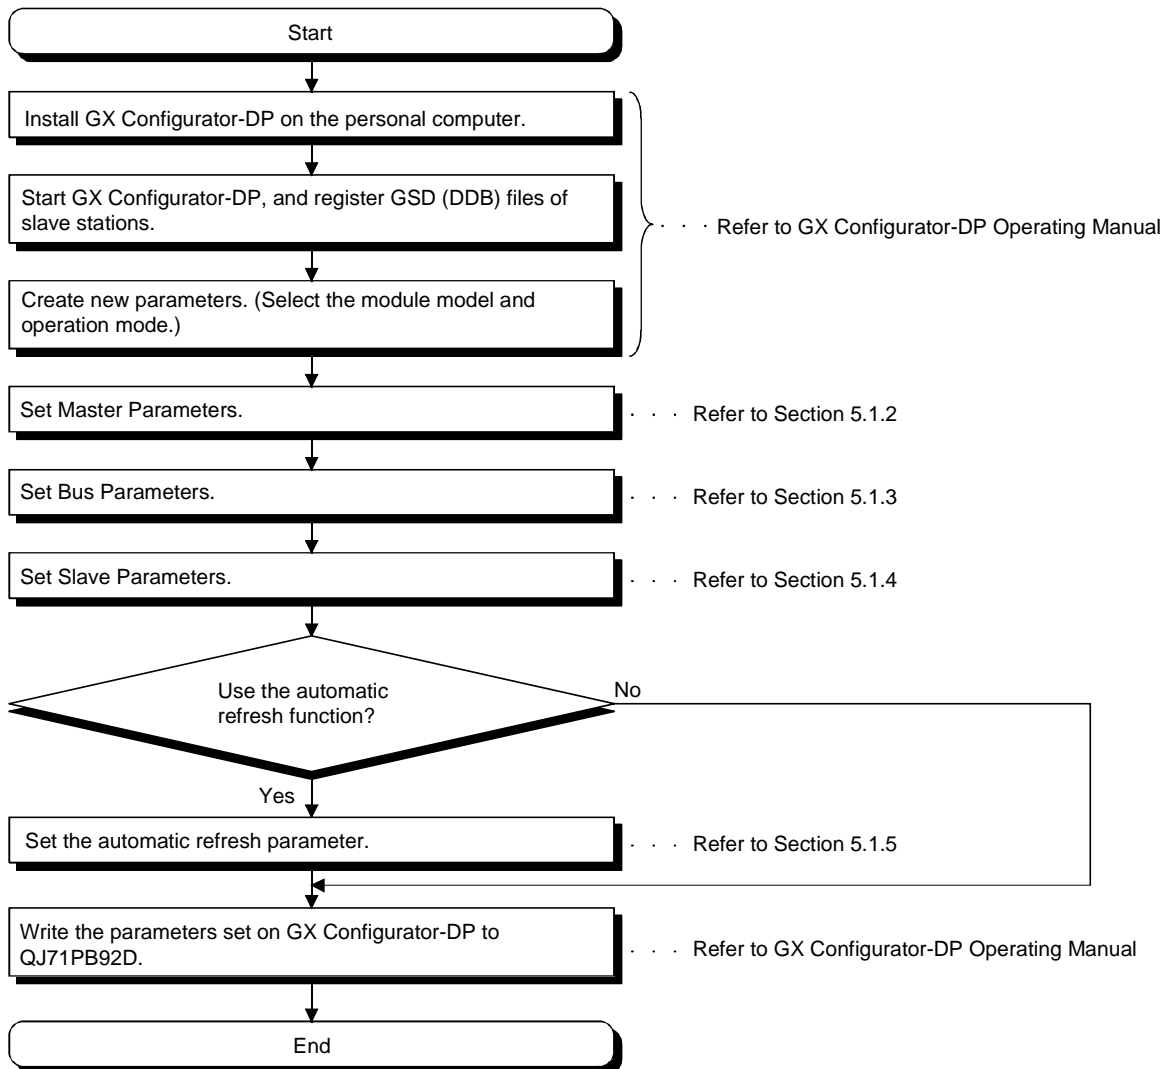 Start
Install GX Configurator-DP on the personal computer.
Start GX Configurator-DP, and register GSD (DDB) files of
slave stations.
· · · Refer to GX Configurator-DP Operating Manual
Create new parameters. (Select the module model and
operation mode.)
Set Master Parameters.
· · · Refer to Section 5.1.2
Set Bus Parameters.
· · · Refer to Section 5.1.3
Set Slave Parameters.
· · · Refer to Section 5.1.4
Use the automatic
refresh function?
No
Yes
Set the automatic refresh parameter.
· · · Refer to Section 5.1.5
Write the parameters set on GX Configurator-DP to
QJ71PB92D.
· · · Refer to GX Configurator-DP Operating Manual
End